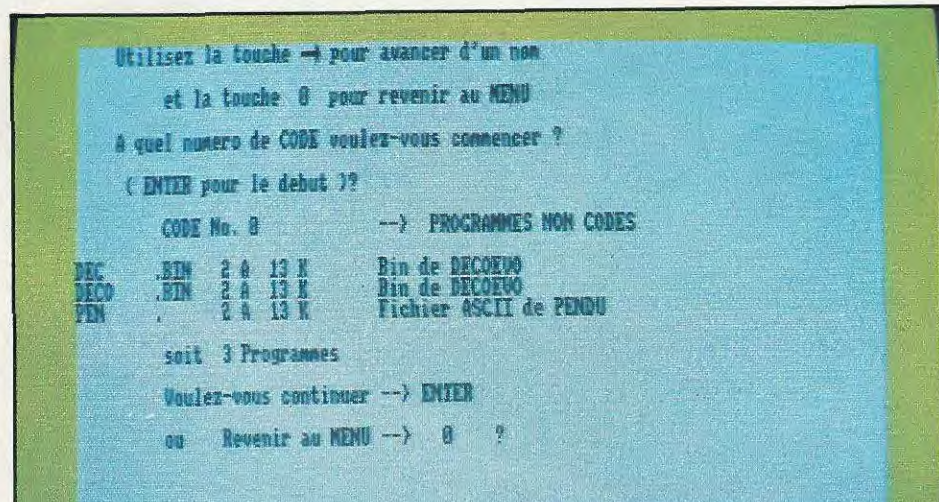 Utilisez la touche → pour avancer d'un nom
et la touche 0 pour revenir au MENU
A quel numero de CODE voulez-vous commencer ?
( ENTER pour le debut )?
CODE No. 0 --> PROGRAMMES NON CODES
DEC .BIN 2 A 13 K Bin de DECOEVO
DECO .BIN 2 A 13 K Bin de DECOEVO
PEN . 2 A 13 K Fichier ASCII de PENDU
soit 3 Programmes
Voulez-vous continuer --> ENTER
ou Revenir au MENU --> 0 ?